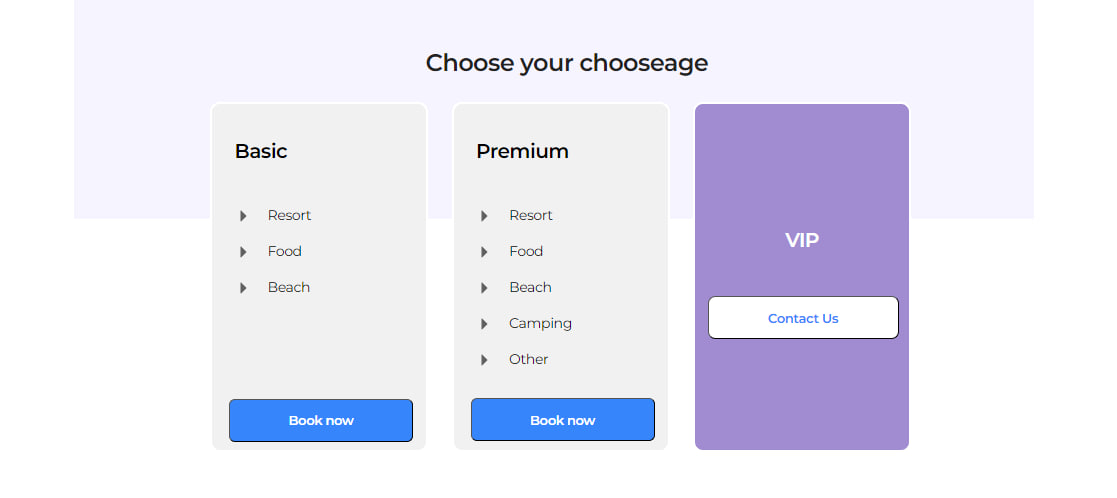 Choose your chooseage
Basic
Resort
Food
Beach
Book now
Premium
Resort
Food
Beach
Camping
Other
Book now
VIP
Contact Us